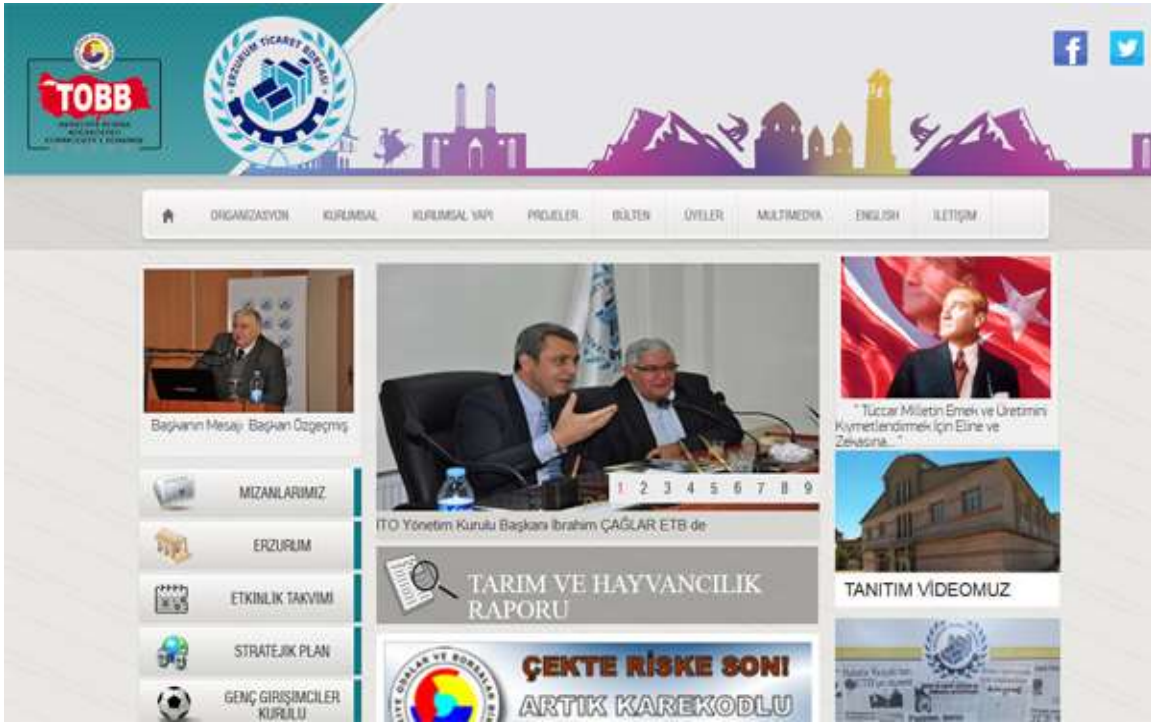 TOBB
ERZURUM TİCARET BORSASI
ORGANİZASYON KURUMSAL KURUMSAL YAPI PROJELER BÜLTEN ÜYELER MULTIMEDYA ENGLISH İLETİŞİM
Başkanın Mesajı Başkan Özgeçmiş
MİZANLARIMIZ
ERZURUM
ETKİNLİK TAKVİMİ
STRATEJİK PLAN
GENÇ GİRİŞİMCİLER
KURULU
1 2 3 4 5 6 7 8 9
İTO Yönetim Kurulu Başkanı İbrahim ÇAĞLAR ETB de
TARIM VE HAYVANCILIK
RAPORU
ÇEKTE RİSKE SON!
ARTIK KAREKODLU
" Tüccar Milletin Emek ve Üretimini
Kıymetlendirmek İçin Eline ve
Zekasına... "
TANITIM VİDEOMUZ